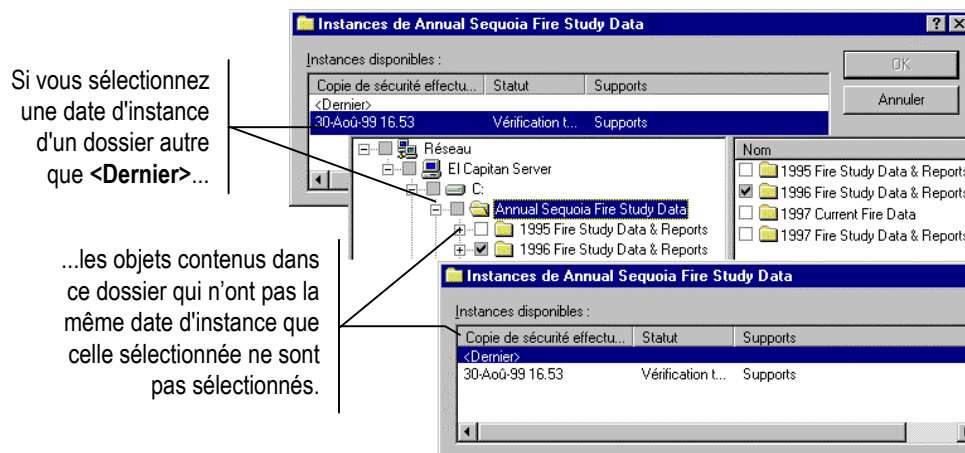 Instances de Annual Sequoia Fire Study Data
Instances disponibles :
OK
Annuler
Copie de sécurité effectu... Statut Supports
<Dernier>
30-Aoû-99 16.53 Vérification t... Supports
Si vous sélectionnez
une date d'instance
d'un dossier autre
que <Dernier>...
Réseau
El Capitan Server
C:
Annual Sequoia Fire Study Data
1995 Fire Study Data & Reports
1996 Fire Study Data & Reports
Nom
1995 Fire Study Data & Reports
1996 Fire Study Data & Reports
1997 Current Fire Data
1997 Fire Study Data & Reports
...les objets contenus dans
ce dossier qui n’ont pas la
même date d'instance que
celle sélectionnée ne sont
pas sélectionnés.
Instances de Annual Sequoia Fire Study Data
Instances disponibles :
Copie de sécurité effectu... Statut Supports
<Dernier>
30-Aoû-99 16.53 Vérification t... Supports